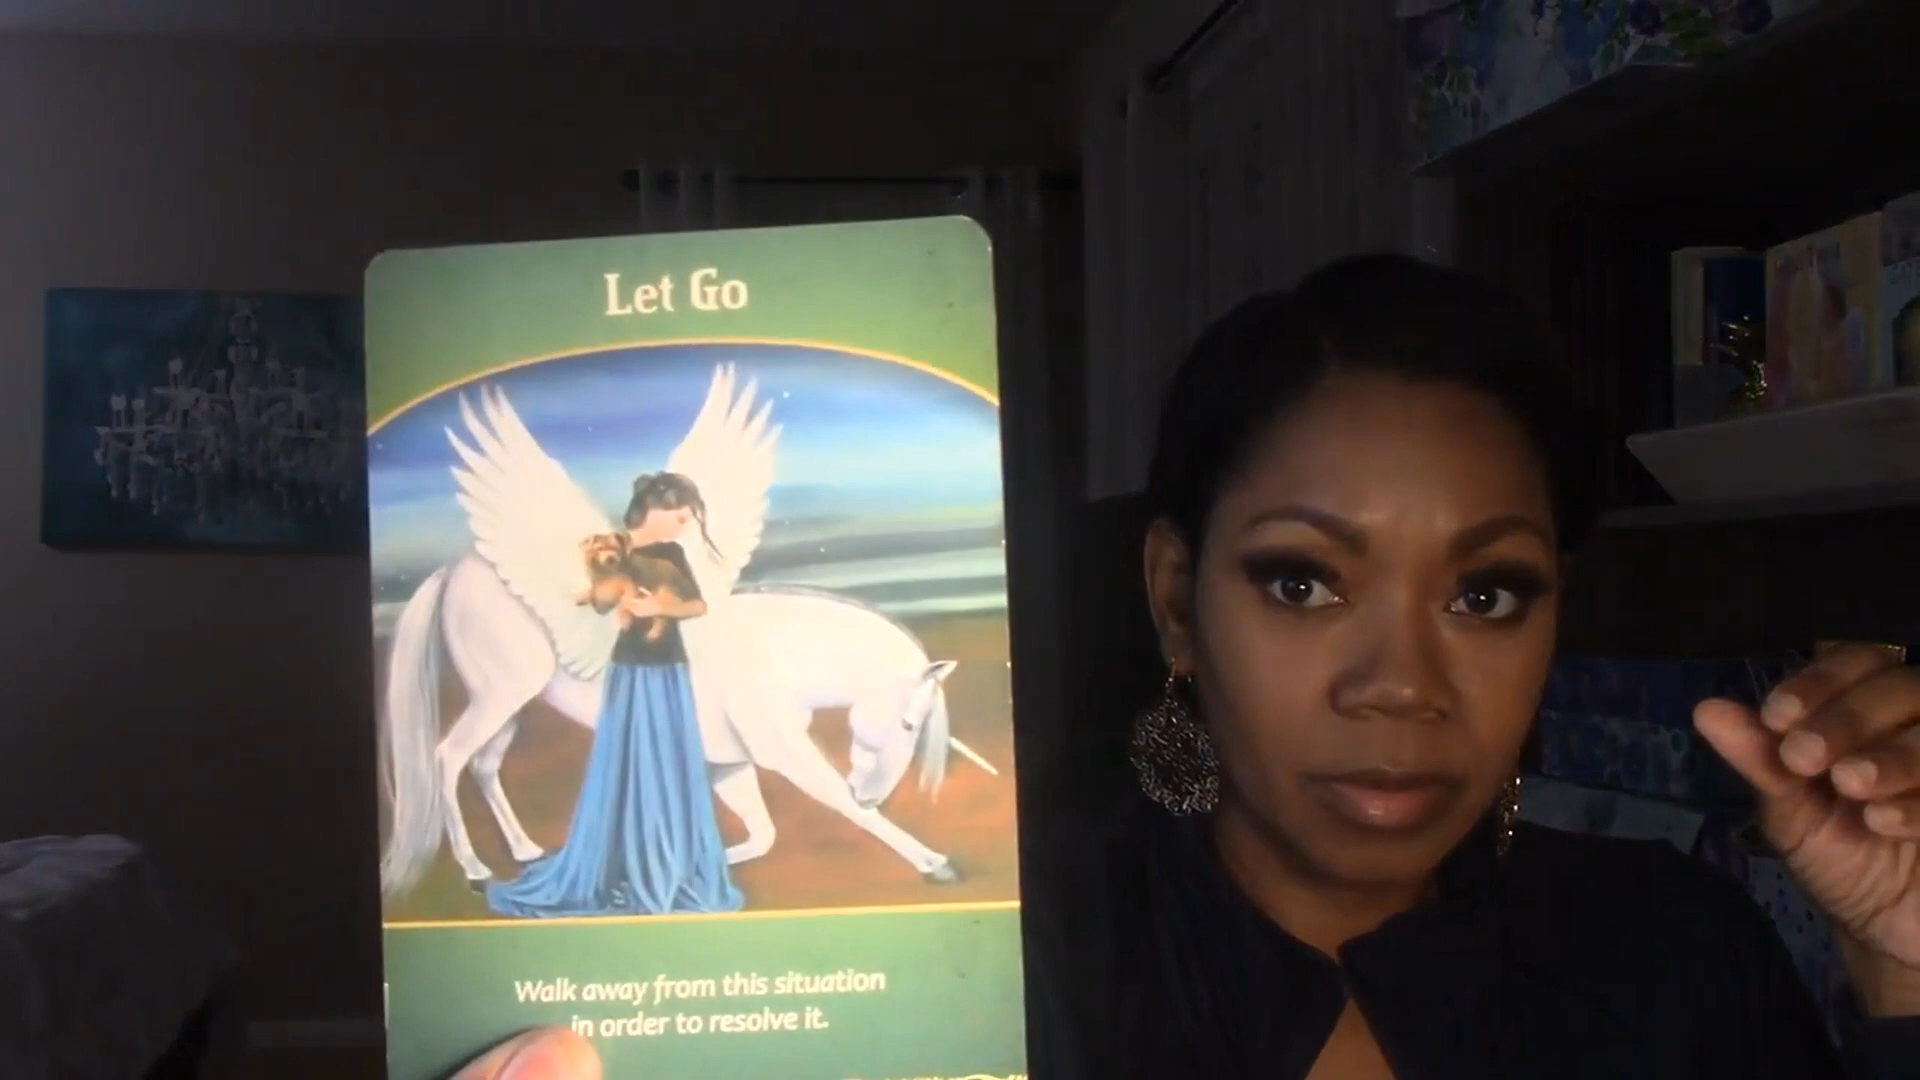 Let Go
Walk away from this situation
in order to resolve it.